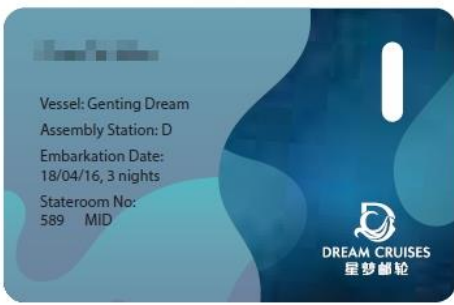 Vessel: Genting Dream
Assembly Station: D
Embarkation Date:
18/04/16, 3 nights
Stateroom No:
589 MID
DREAM CRUISES
星梦邮轮